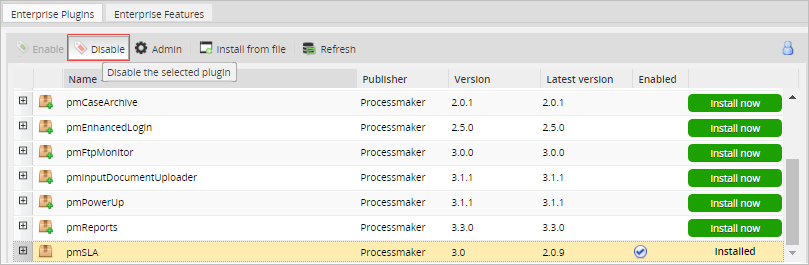 Enterprise Plugins Enterprise Features
Enable Disable Admin Install from file Refresh
Disable the selected plugin
Name Publisher Version Latest version Enabled
pmCaseArchive Processmaker 2.0.1 2.0.1 Install now
pmEnhancedLogin Processmaker 2.5.0 2.5.0 Install now
pmFtpMonitor Processmaker 3.0.0 3.0.0 Install now
pmInputDocumentUploader Processmaker 3.1.1 3.1.1 Install now
pmPowerUp Processmaker 3.1.1 3.1.1 Install now
pmReports Processmaker 3.3.0 3.3.0 Install now
pmSLA Processmaker 3.0 2.0.9 Installed